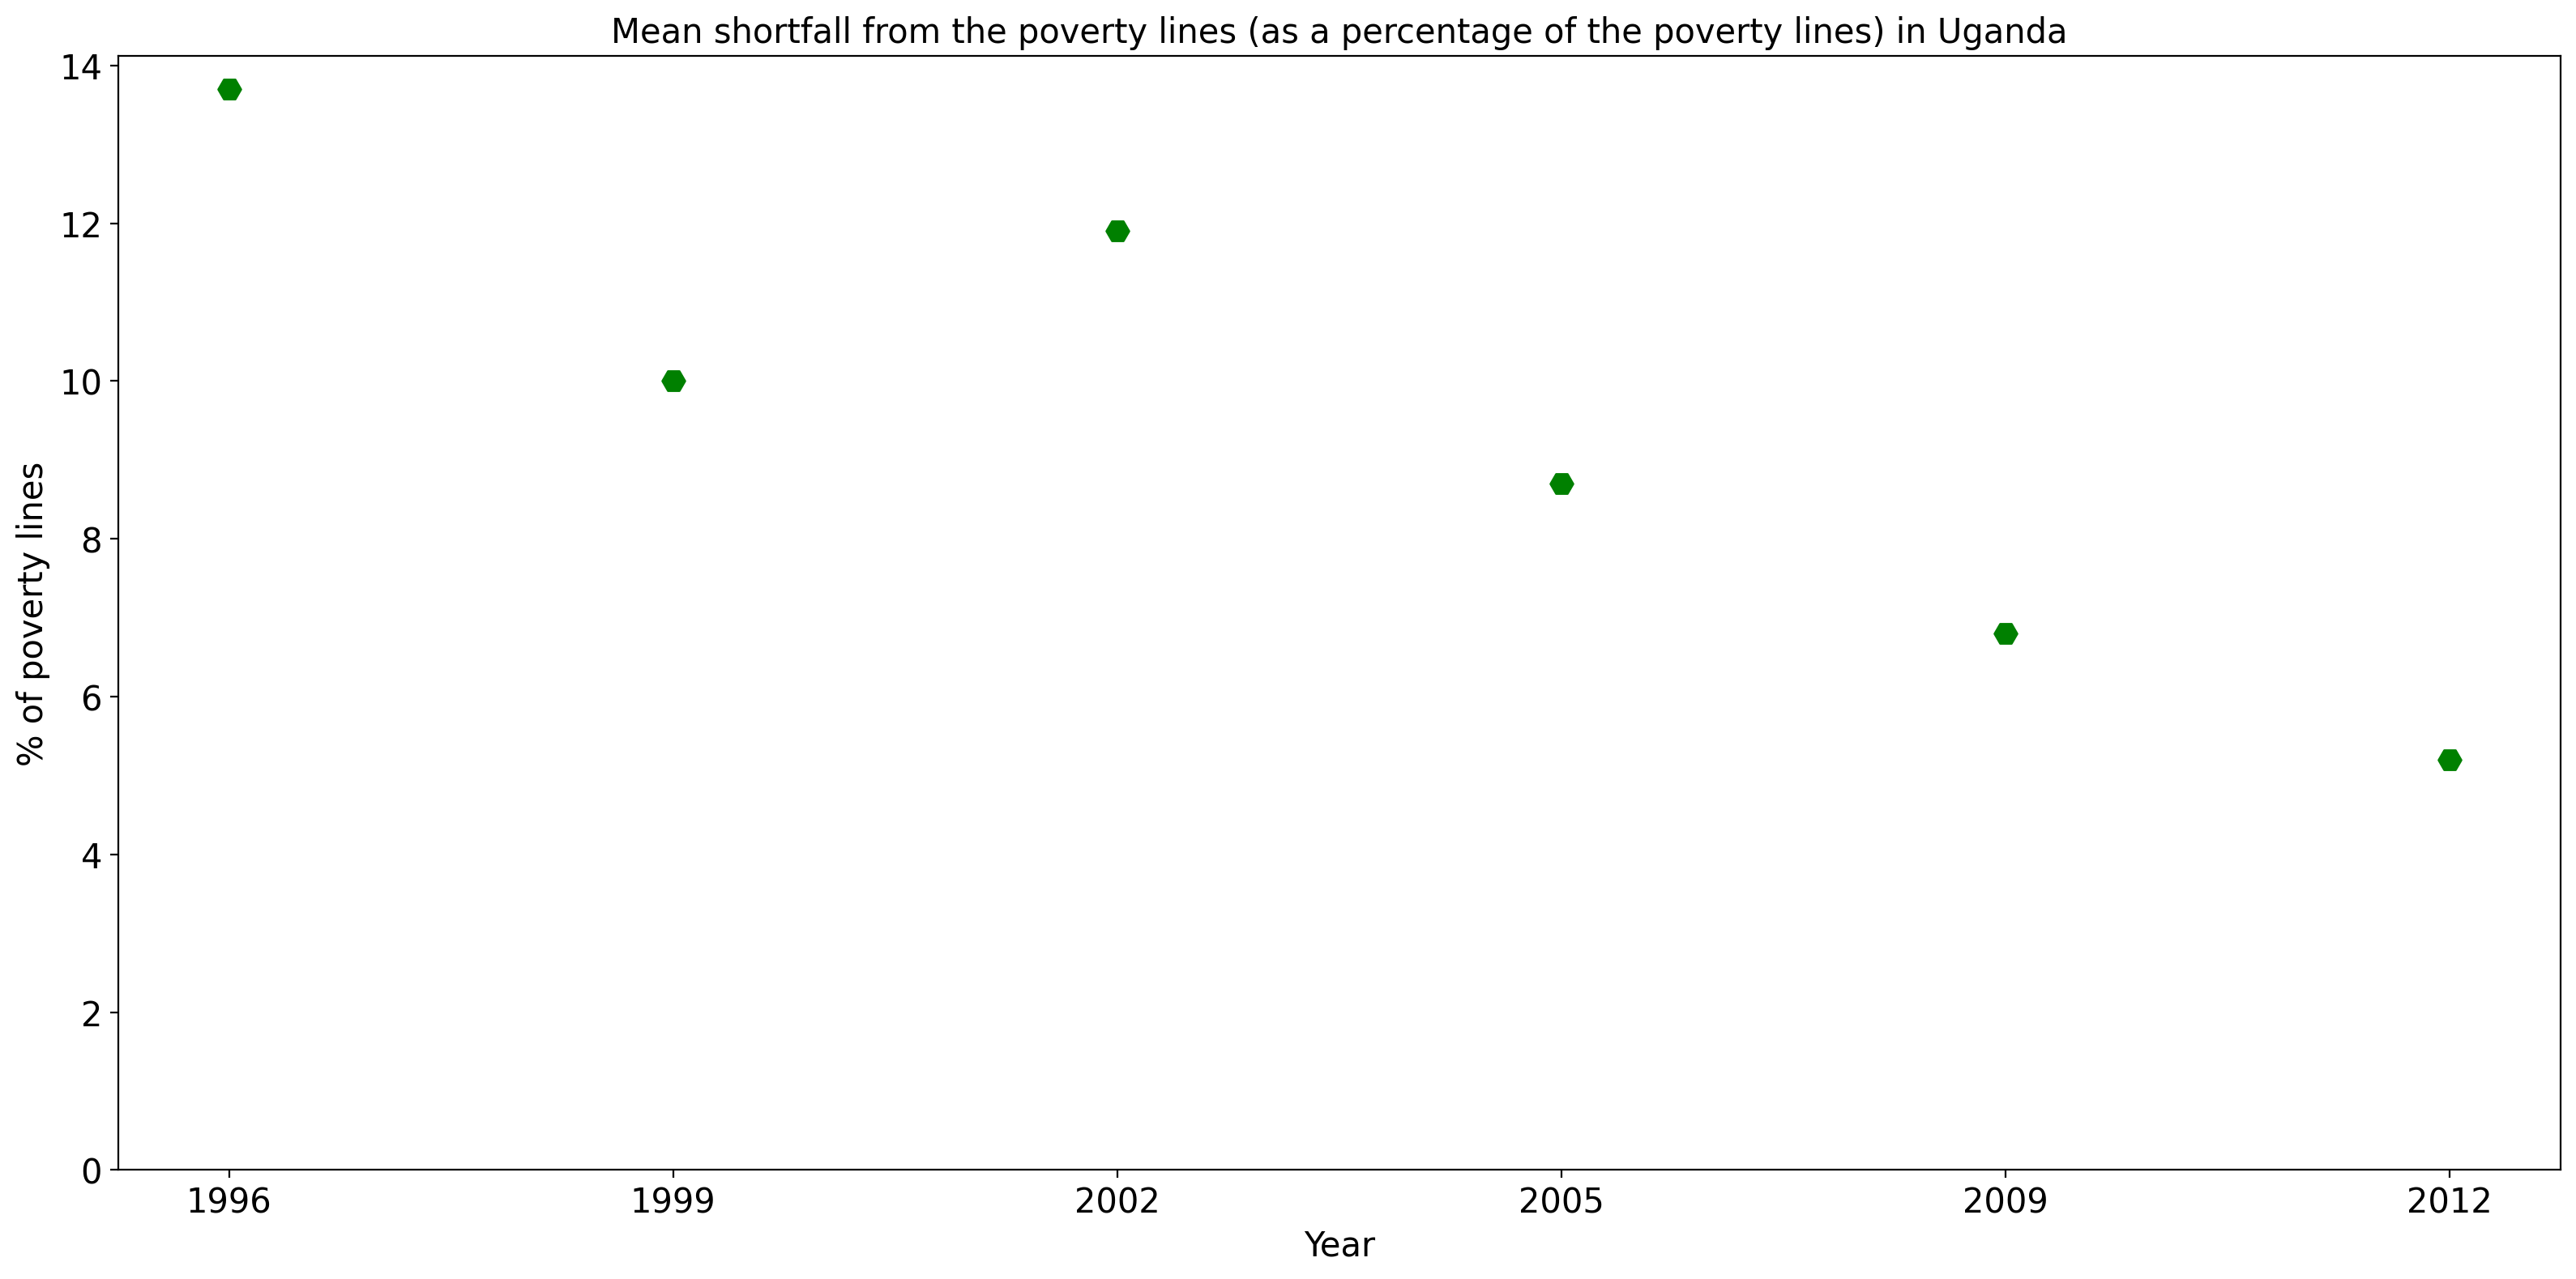 Mean shortfall from the poverty lines (as a percentage of the poverty lines) in Uganda
14
12
10
8
6
4
2
0
% of poverty lines
1996 1999 2002 2005 2009 2012
Year